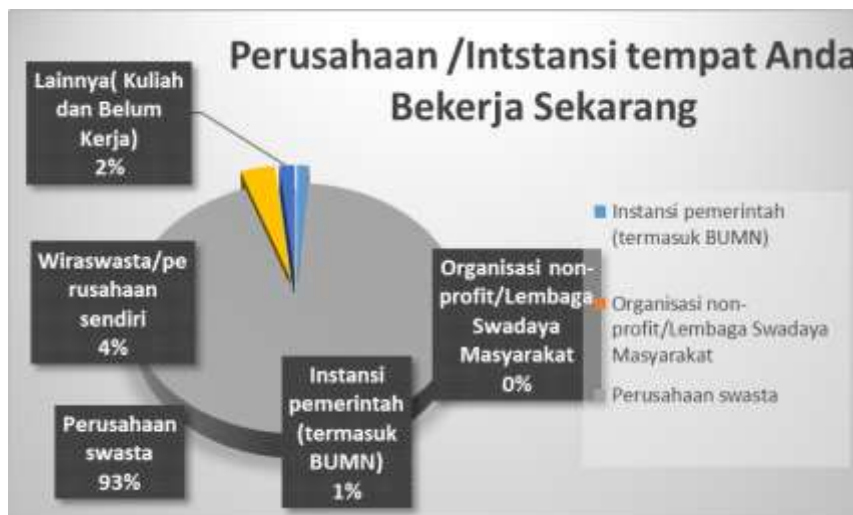 Perusahaan /Intstansi tempat Anda
Bekerja Sekarang
Lainnya( Kuliah
dan Belum
Kerja)
2%
Wiraswasta/pe
rusahaan
sendiri
4%
Perusahaan
swasta
93%
Instansi
pemerintah
(termasuk
BUMN)
1%
Organisasi non-
profit/Lembaga
Swadaya
Masyarakat
0%
Instansi pemerintah
(termasuk BUMN)
Organisasi non-
profit/Lembaga Swadaya
Masyarakat
Perusahaan swasta